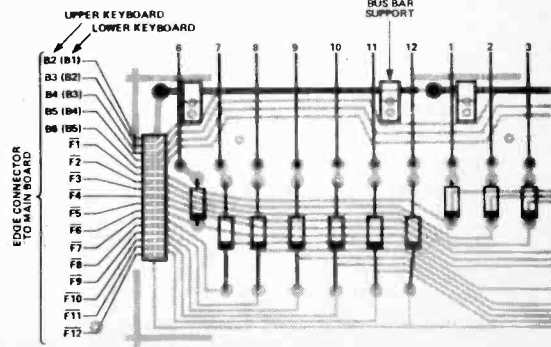 UPPER KEYBOARD
LOWER KEYBOARD
BUS BAR
SUPPORT
6 7 8 9 10 11 12 1 2 3
B2 (B1)
B3 (B2)
B4 (B3)
B5 (B4)
B6 (B5)
F1
F2
F3
F4
F5
F6
F7
F8
F9
F10
F11
F12
EDGE CONNECTOR
TO MAIN BOARD